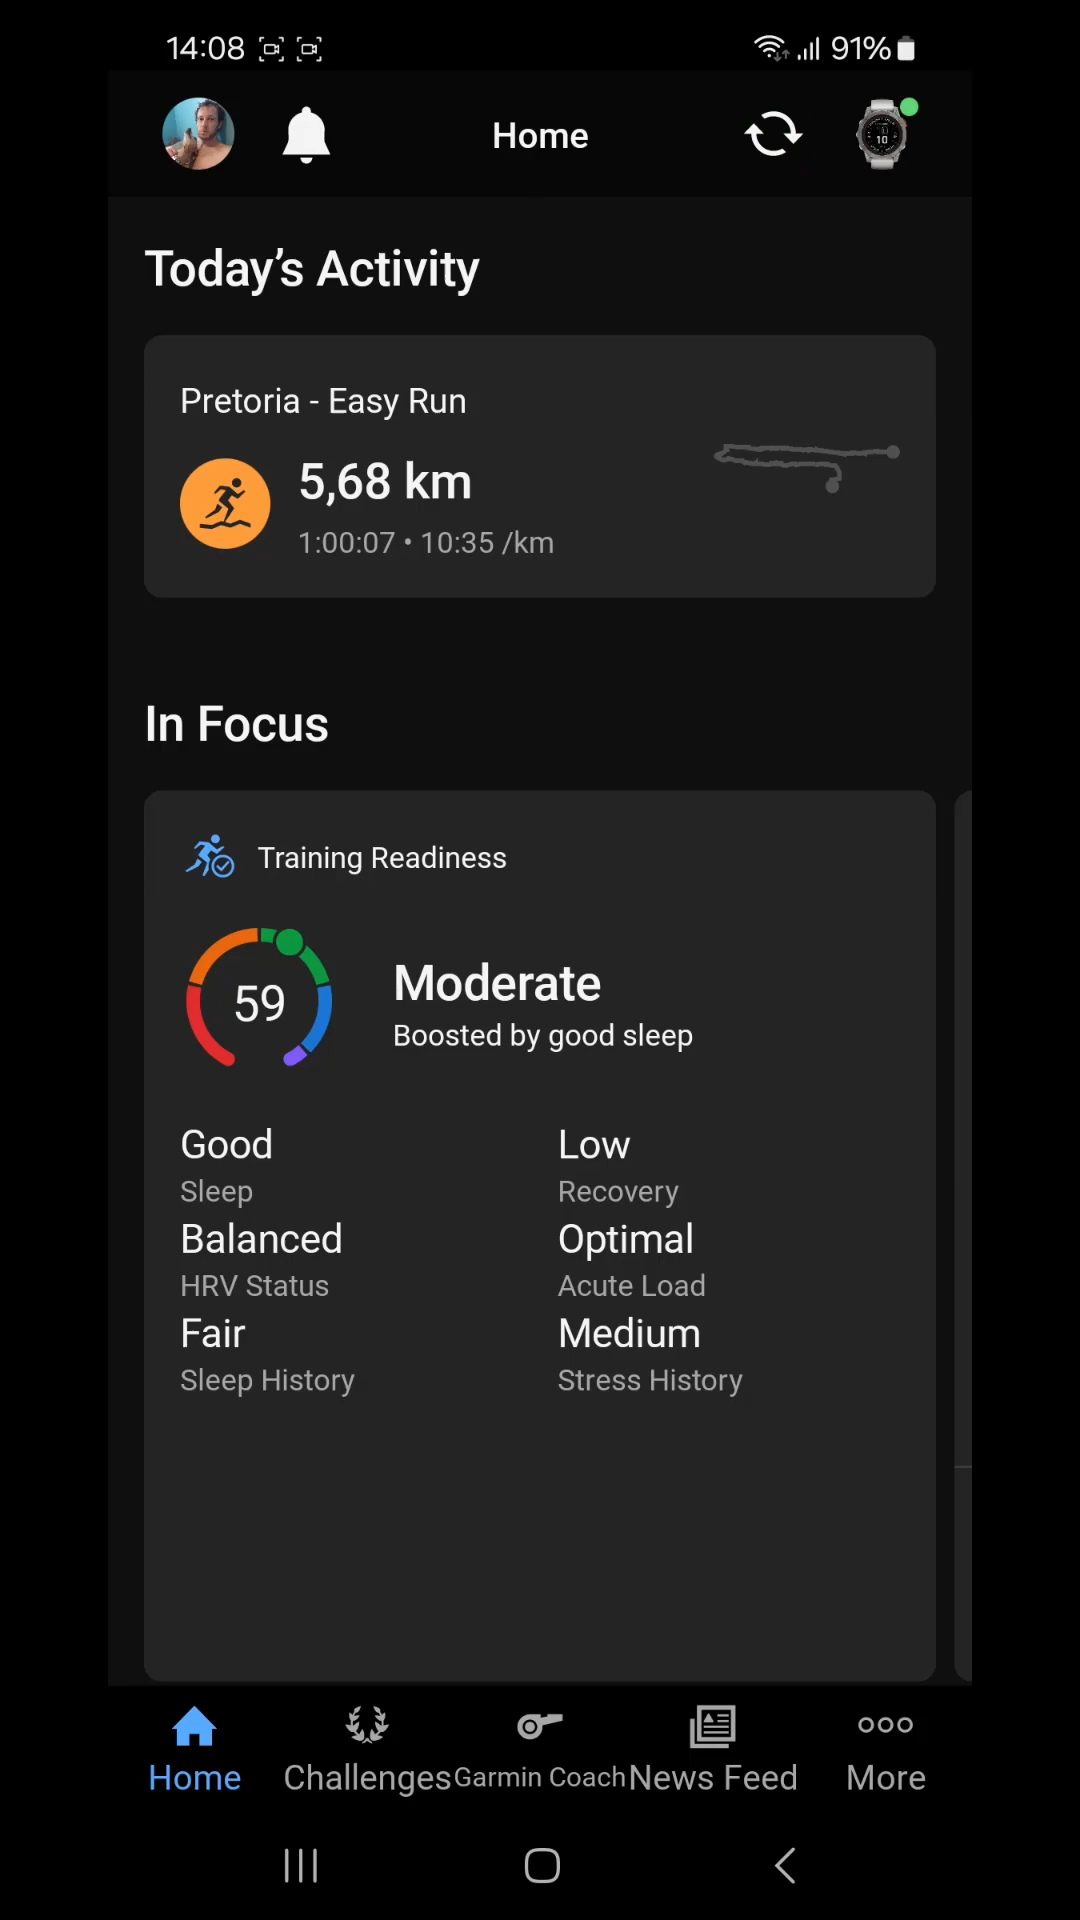 14:08 91%
Home
Today’s Activity
Pretoria - Easy Run
5,68 km
1:00:07 • 10:35 /km
In Focus
Training Readiness
59
Moderate
Boosted by good sleep
Good Low
Sleep Recovery
Balanced Optimal
HRV Status Acute Load
Fair Medium
Sleep History Stress History
Home Challenges Garmin Coach News Feed More